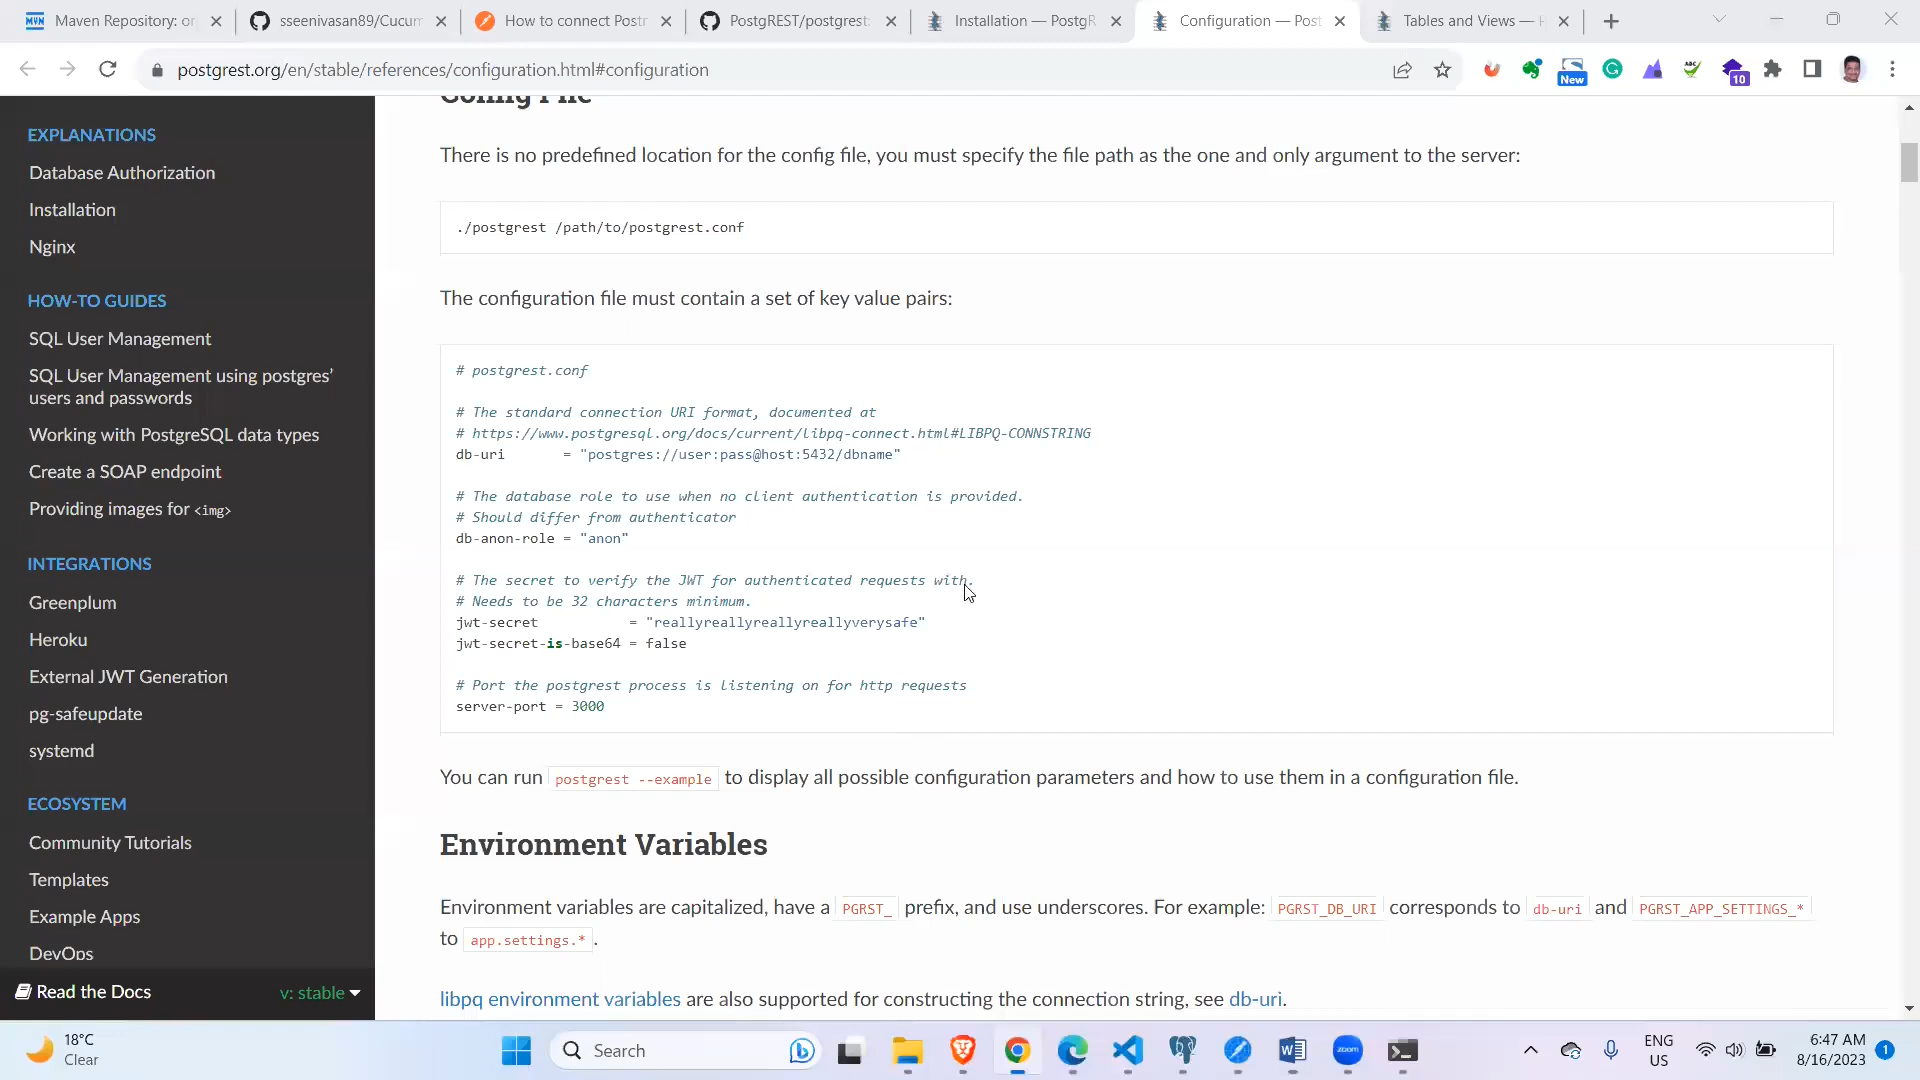 Maven Repository: or
sseenivasan89/Cucum
How to connect Postm
PostgREST/postgrest:
Installation — PostgR
Configuration — Post
Tables and Views —
postgrest.org/en/stable/references/configuration.html#configuration
New
10
EXPLANATIONS
Database Authorization
Installation
Nginx
HOW-TO GUIDES
SQL User Management
SQL User Management using postgres’
users and passwords
Working with PostgreSQL data types
Create a SOAP endpoint
Providing images for <img>
INTEGRATIONS
Greenplum
Heroku
External JWT Generation
pg-safeupdate
systemd
ECOSYSTEM
Community Tutorials
Templates
Example Apps
DevOps
Read the Docs
v: stable
Config File
There is no predefined location for the config file, you must specify the file path as the one and only argument to the server:
./postgrest /path/to/postgrest.conf
The configuration file must contain a set of key value pairs:
# postgrest.conf
# The standard connection URI format, documented at
# https://www.postgresql.org/docs/current/libpq-connect.html#LIBPQ-CONNSTRING
db-uri       = "postgres://user:pass@host:5432/dbname"
# The database role to use when no client authentication is provided.
# Should differ from authenticator
db-anon-role = "anon"
# The secret to verify the JWT for authenticated requests with.
# Needs to be 32 characters minimum.
jwt-secret           = "reallyreallyreallyreallyverysafe"
jwt-secret-is-base64 = false
# Port the postgrest process is listening on for http requests
server-port = 3000
You can run postgrest --example to display all possible configuration parameters and how to use them in a configuration file.
Environment Variables
Environment variables are capitalized, have a PGRST_ prefix, and use underscores. For example: PGRST_DB_URI corresponds to db-uri and PGRST_APP_SETTINGS_*
to app.settings.*.
libpq environment variables are also supported for constructing the connection string, see db-uri.
18°C
Clear
Search
zoom
ENG
US
6:47 AM
8/16/2023
1